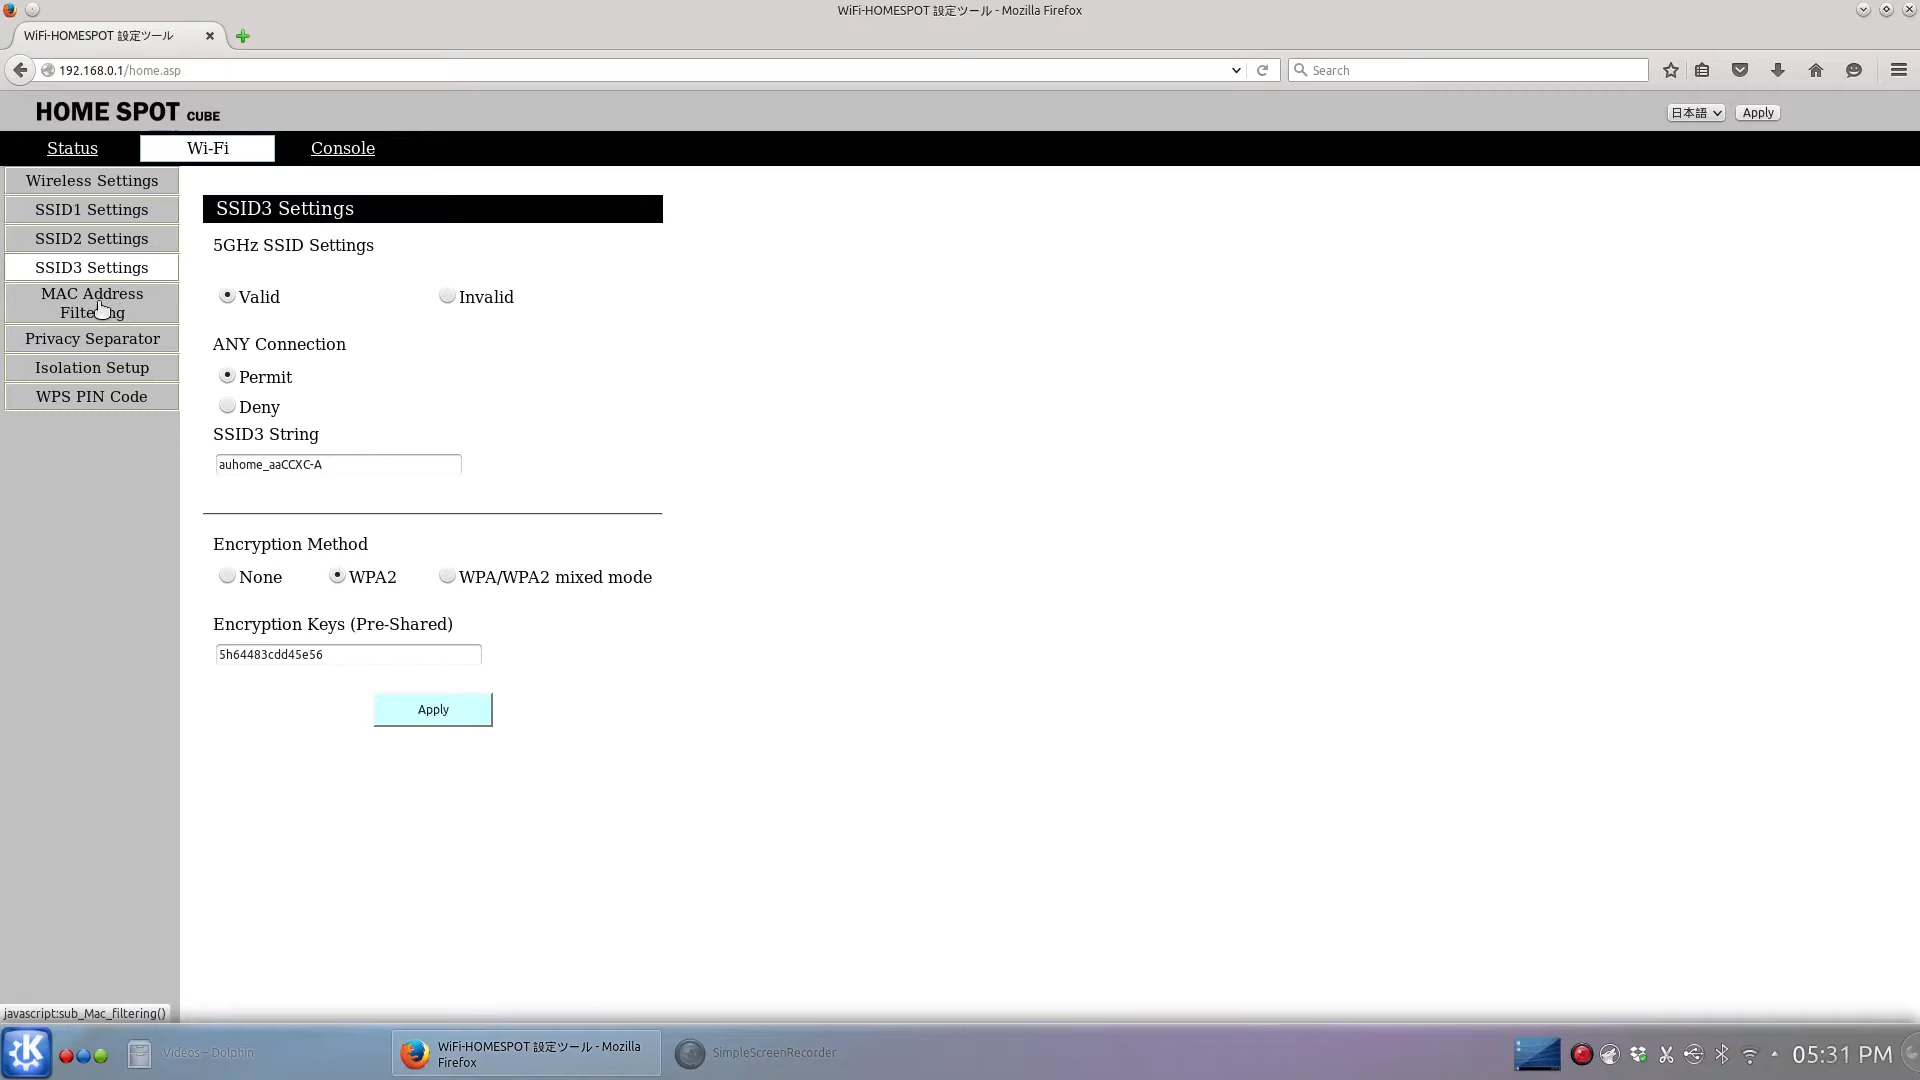 WiFi-HOMESPOT 設定ツール - Mozilla Firefox
WiFi-HOMESPOT 設定ツール
192.168.0.1/home.asp
Search
HOME SPOT CUBE
日本語
Apply
Status
Wi-Fi
Console
Wireless Settings
SSID1 Settings
SSID2 Settings
SSID3 Settings
MAC Address
Filtering
Privacy Separator
Isolation Setup
WPS PIN Code
SSID3 Settings
5GHz SSID Settings
Valid
Invalid
ANY Connection
Permit
Deny
SSID3 String
auhome_aaCCXC-A
Encryption Method
None
WPA2
WPA/WPA2 mixed mode
Encryption Keys (Pre-Shared)
5h64483cdd45e56
Apply
javascript:sub_Mac_filtering()
Videos – Dolphin
WiFi-HOMESPOT 設定ツール - Mozilla
Firefox
SimpleScreenRecorder
05:31 PM